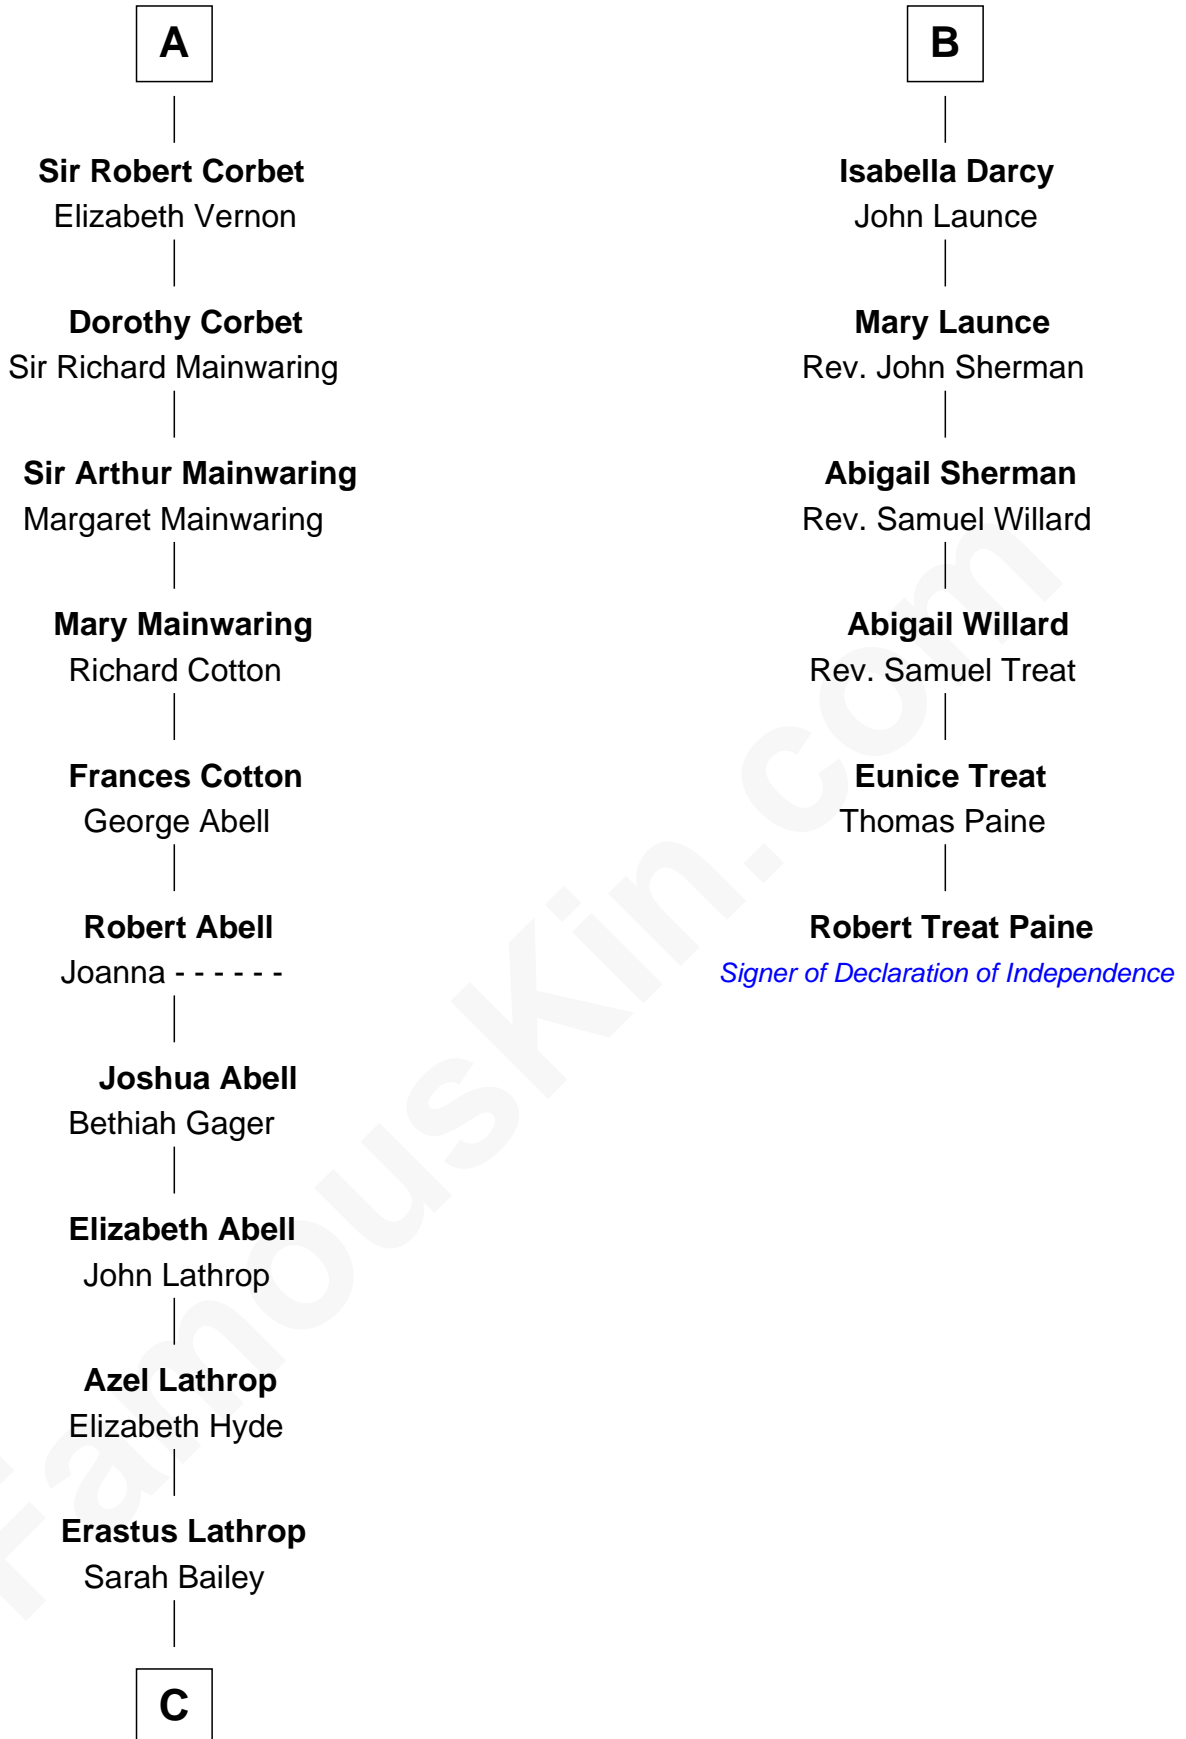 A
Sir Robert Corbet
Elizabeth Vernon
Dorothy Corbet
Sir Richard Mainwaring
Sir Arthur Mainwaring
Margaret Mainwaring
Mary Mainwaring
Richard Cotton
Frances Cotton
George Abell
Robert Abell
Joanna - - - - - -
Joshua Abell
Bethiah Gager
Elizabeth Abell
John Lathrop
Azel Lathrop
Elizabeth Hyde
Erastus Lathrop
Sarah Bailey
C
B
Isabella Darcy
John Launce
Mary Launce
Rev. John Sherman
Abigail Sherman
Rev. Samuel Willard
Abigail Willard
Rev. Samuel Treat
Eunice Treat
Thomas Paine
Robert Treat Paine
Signer of Declaration of Independence
FamousKin.com